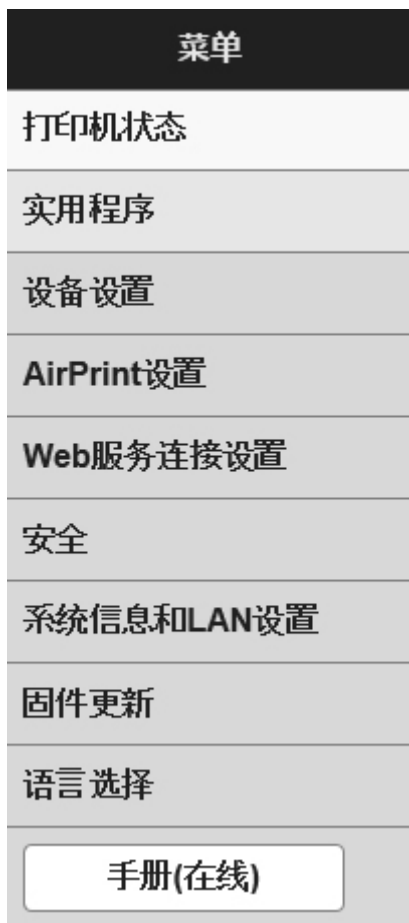 菜单
打印机状态
实用程序
设备设置
AirPrint设置
Web服务连接设置
安全
系统信息和LAN设置
固件更新
语言选择
手册(在线)